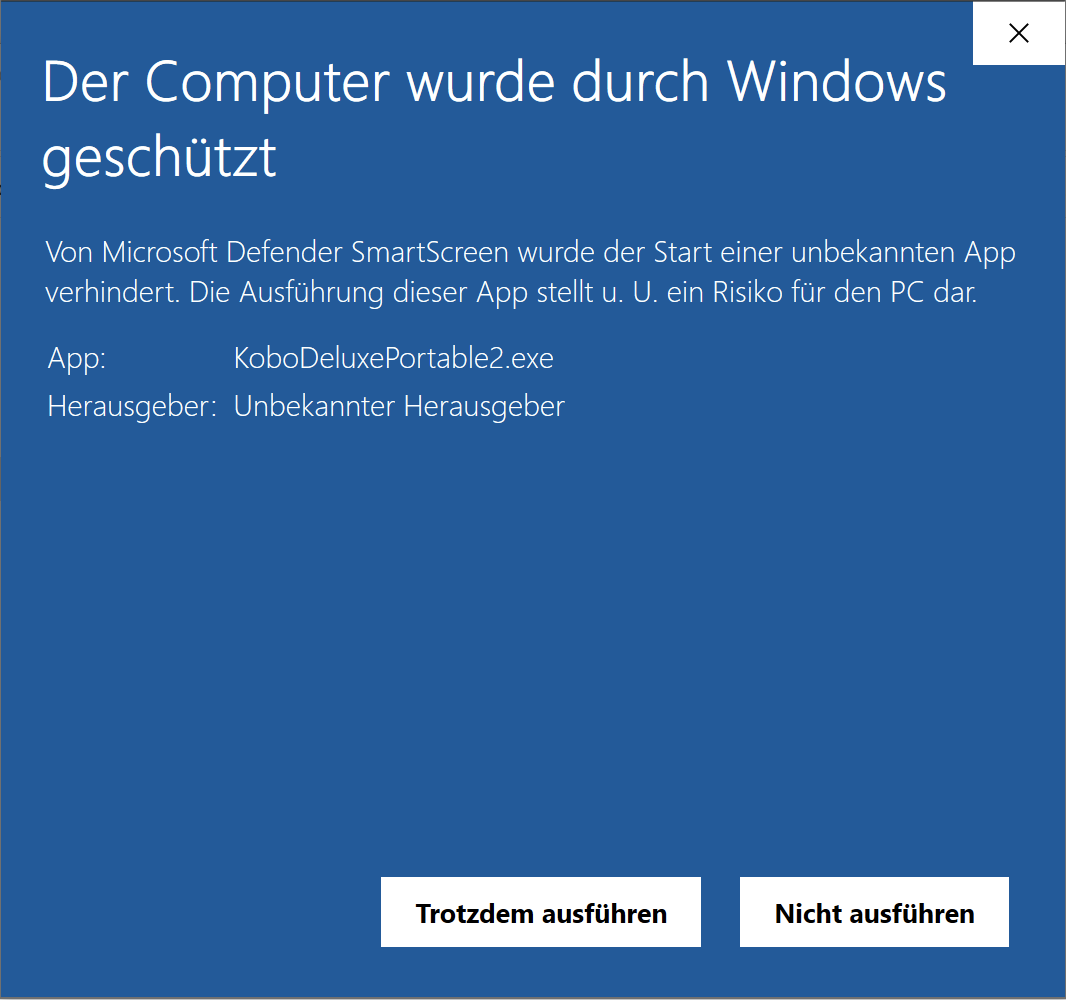 Der Computer wurde durch Windows
geschützt
Von Microsoft Defender SmartScreen wurde der Start einer unbekannten App
verhindert. Die Ausführung dieser App stellt u. U. ein Risiko für den PC dar.
App: KoboDeluxePortable2.exe
Herausgeber: Unbekannter Herausgeber
Trotzdem ausführen Nicht ausführen